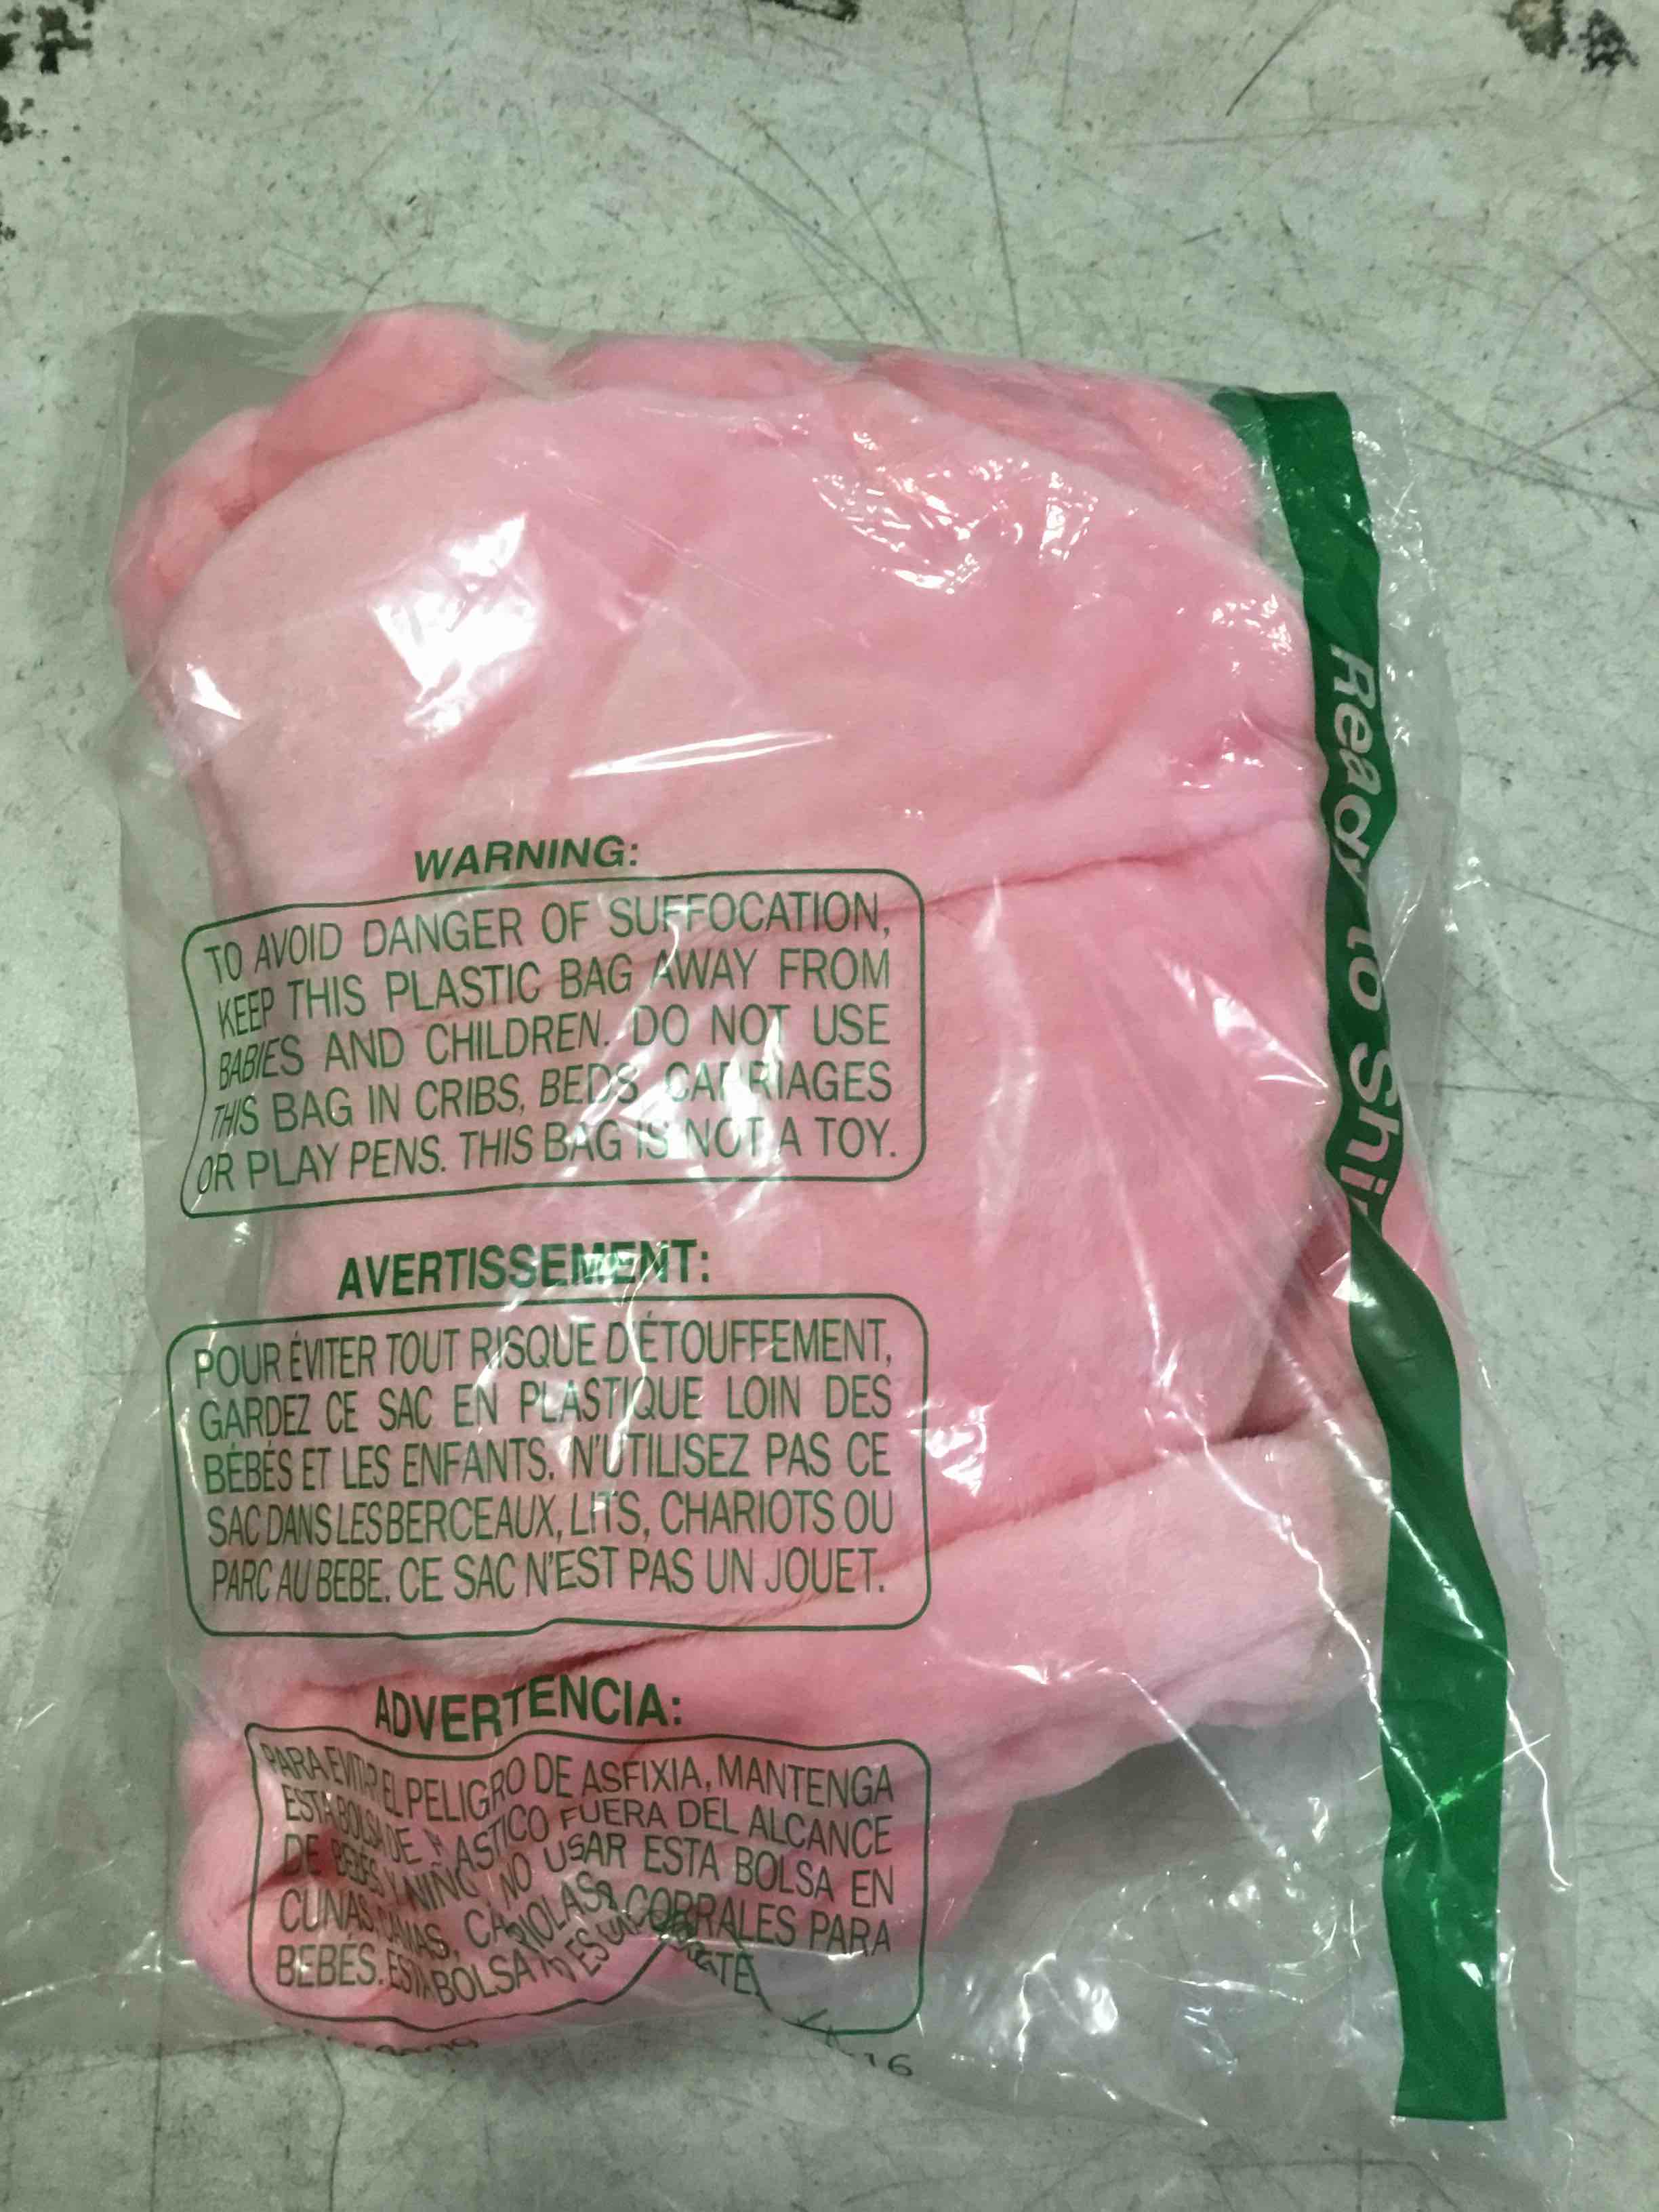 WARNING:
TO AVOID DANGER OF SUFFOCATION,
KEEP THIS PLASTIC BAG AWAY FROM
BABIES AND CHILDREN. DO NOT USE
THIS BAG IN CRIBS, BEDS, CARRIAGES
OR PLAY PENS. THIS BAG IS NOT A TOY.
AVERTISSEMENT:
POUR ÉVITER TOUT RISQUE D'ÉTOUFFEMENT,
GARDEZ CE SAC EN PLASTIQUE LOIN DES
BÉBÉS ET LES ENFANTS. N'UTILISEZ PAS CE
SAC DANS LES BERCEAUX, LITS, CHARIOTS OU
PARC AU BEBE. CE SAC N'EST PAS UN JOUET.
ADVERTENCIA:
PARA EVITAR EL PELIGRO DE ASFIXIA, MANTENGA
ESTA BOLSA DE FUERA DEL ALCANCE
DE BEBÉS Y NO USAR ESTA BOLSA EN
CUNAS, CAMAS, CORRALES PARA
BEBÉS. ESTA BOLSA ES UN
Ready to Shi